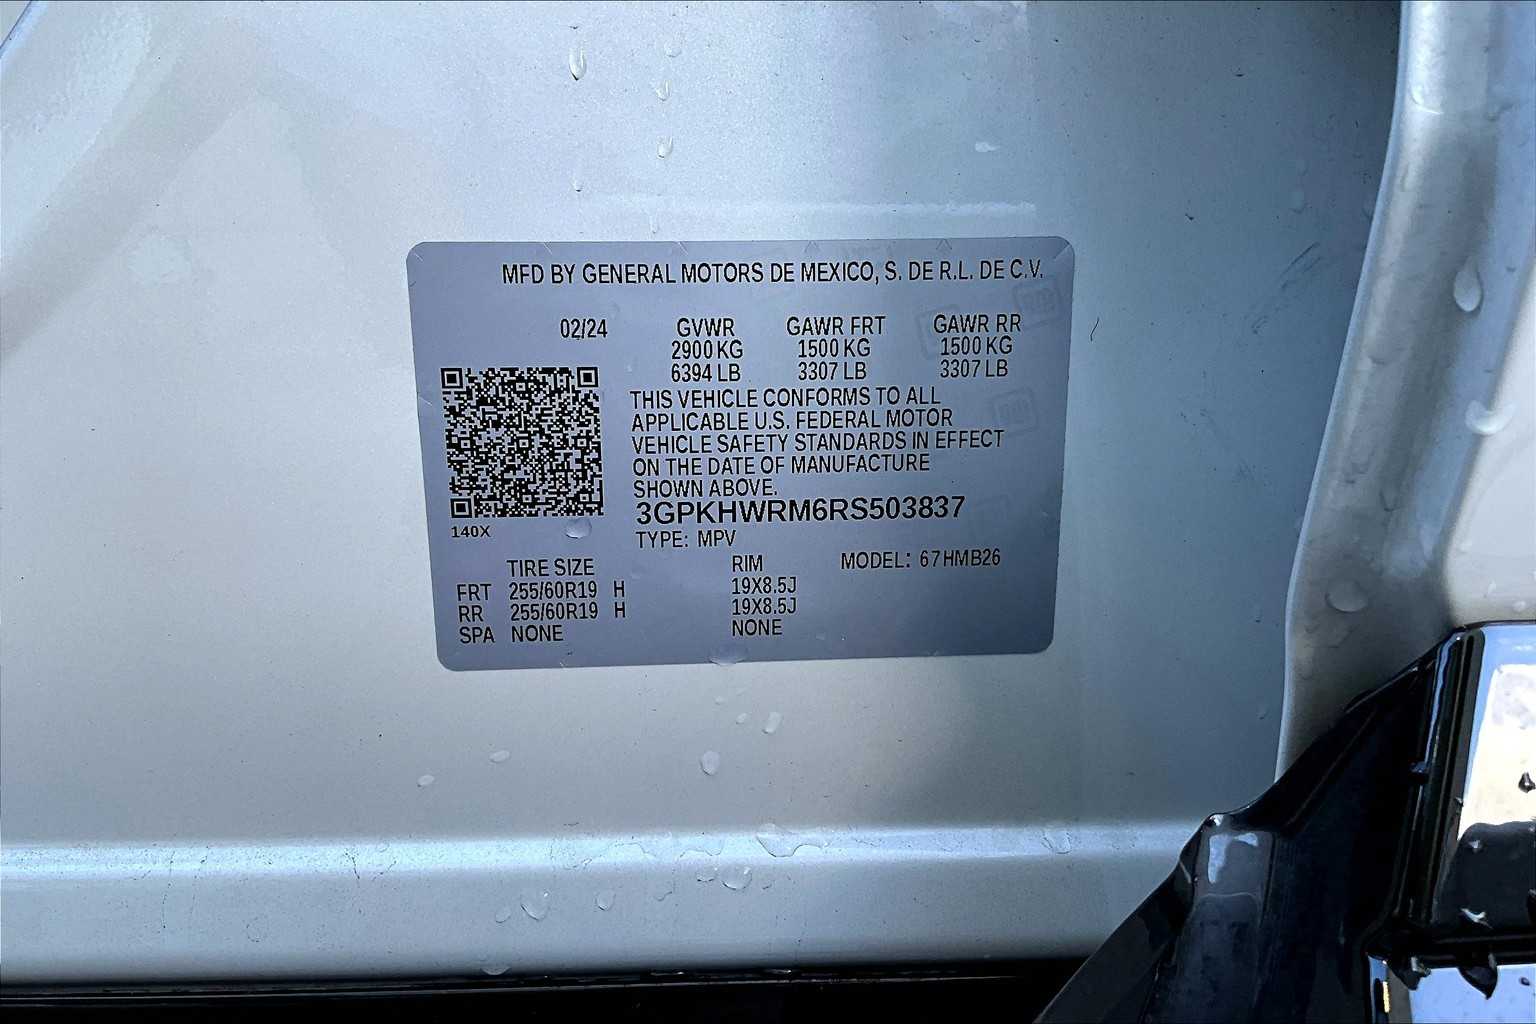 MFD BY GENERAL MOTORS DE MEXICO, S. DE R.L. DE C.V.
02/24 GVWR GAWR FRT GAWR RR
2900 KG 1500 KG 1500 KG
6394 LB 3307 LB 3307 LB
THIS VEHICLE CONFORMS TO ALL
APPLICABLE U.S. FEDERAL MOTOR
VEHICLE SAFETY STANDARDS IN EFFECT
ON THE DATE OF MANUFACTURE
SHOWN ABOVE.
3GPKHWRM6RS503837
140X
TYPE: MPV
TIRE SIZE RIM MODEL: 67HMB26
FRT 255/60R19 H 19X8.5J
RR 255/60R19 H 19X8.5J
SPA NONE NONE